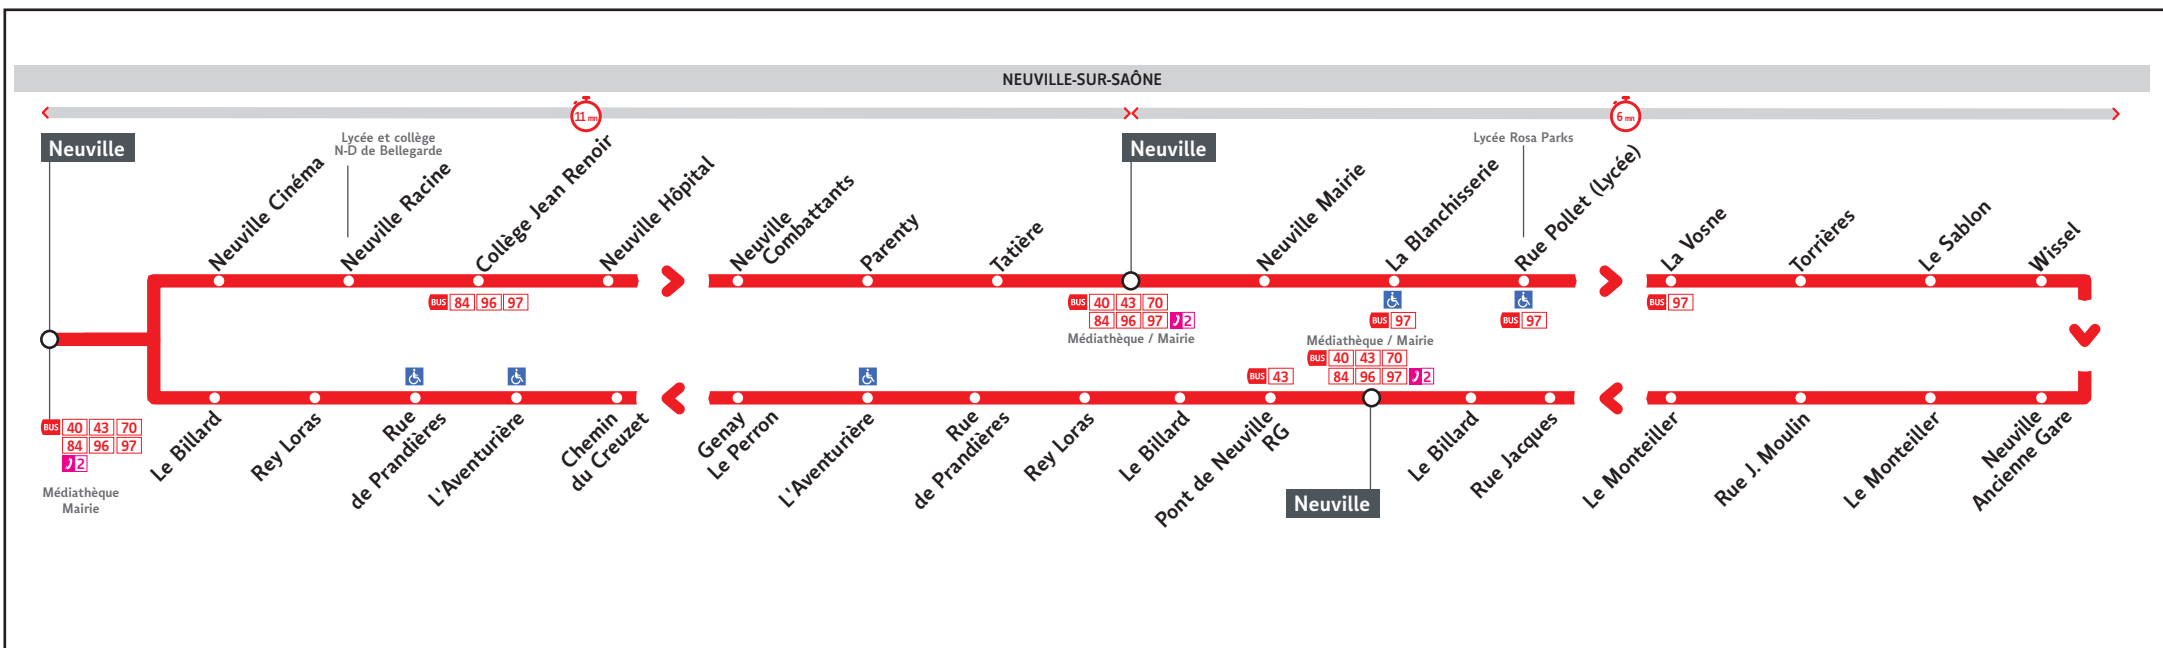 NEUVILLE-SUR-SAÔNE
11 mn
6 mn
Neuville
Lycée et collège
N-D de Bellegarde
Neuville
Lycée Rosa Parks
Neuville Cinéma
Neuville Racine
Collège Jean Renoir
Neuville Hôpital
Neuville
Combattants
Parenty
Tatière
Neuville Mairie
La Blanchisserie
Rue Pollet (Lycée)
La Vosne
Torrières
Le Sablon
Wissel
BUS 84 96 97
BUS 40 43 70
84 96 97 2
Médiathèque / Mairie
BUS 97
BUS 97
BUS 97
Médiathèque / Mairie
BUS 40 43 70
84 96 97 2
BUS 43
BUS 40 43 70
84 96 97
2
Médiathèque
Mairie
Le Billard
Rey Loras
Rue
de Prandières
L'Aventurière
Chemin
du Creuzet
Genay
Le Perron
L'Aventurière
Rue
de Prandières
Rey Loras
Le Billard
Pont de Neuville
RG
Neuville
Le Billard
Rue Jacques
Le Monteiller
Rue J. Moulin
Le Monteiller
Neuville
Ancienne Gare